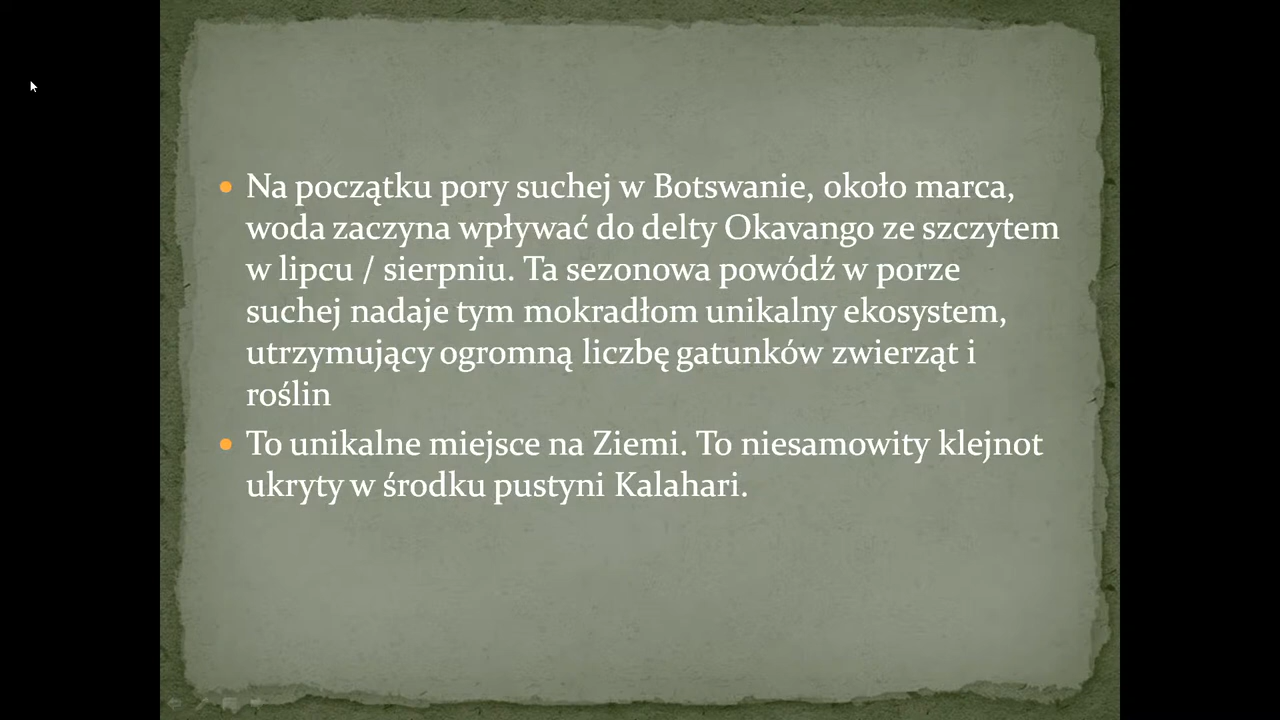 • Na początku pory suchej w Botswanie, około marca,
woda zaczyna wpływać do delty Okavango ze szczytem
w lipcu / sierpniu. Ta sezonowa powódź w porze
suchej nadaje tym mokradłom unikalny ekosystem,
utrzymujący ogromną liczbę gatunków zwierząt i
roślin
• To unikalne miejsce na Ziemi. To niesamowity klejnot
ukryty w środku pustyni Kalahari.